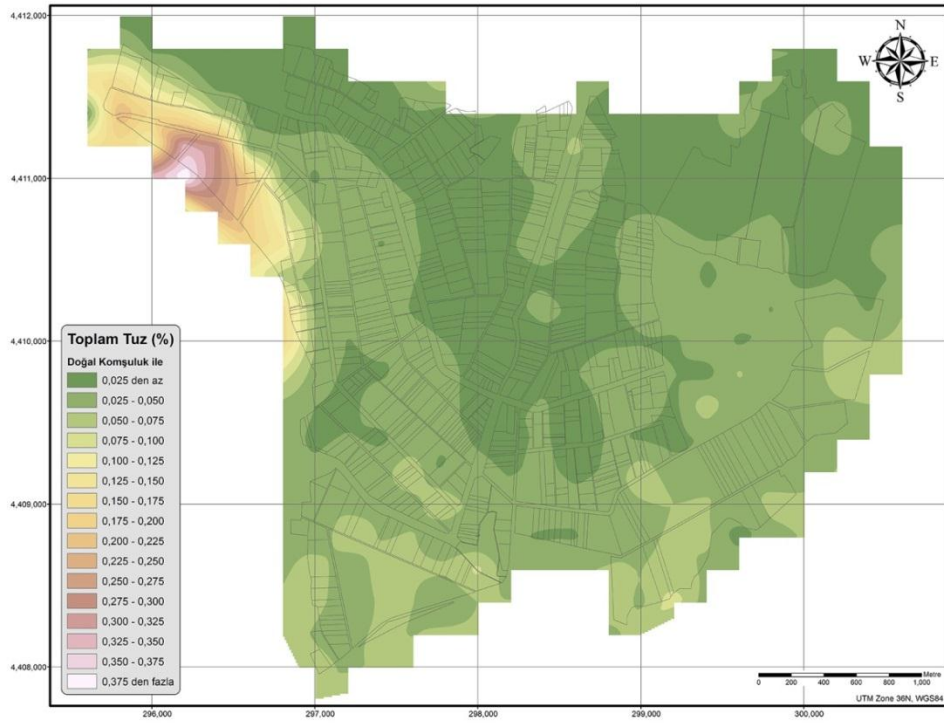 4,412,000
N
W
E
S
4,411,000
4,410,000
Toplam Tuz (%)
Doğal Komşuluk ile
0,025 den az
0,025 - 0,050
0,050 - 0,075
0,075 - 0,100
0,100 - 0,125
0,125 - 0,150
0,150 - 0,175
0,175 - 0,200
0,200 - 0,225
0,225 - 0,250
0,250 - 0,275
0,275 - 0,300
0,300 - 0,325
0,325 - 0,350
0,350 - 0,375
0,375 den fazla
4,409,000
4,408,000
Metre
0 200 400 600 800 1,000
UTM Zone 36N, WGS84
296,000 297,000 298,000 299,000 300,000